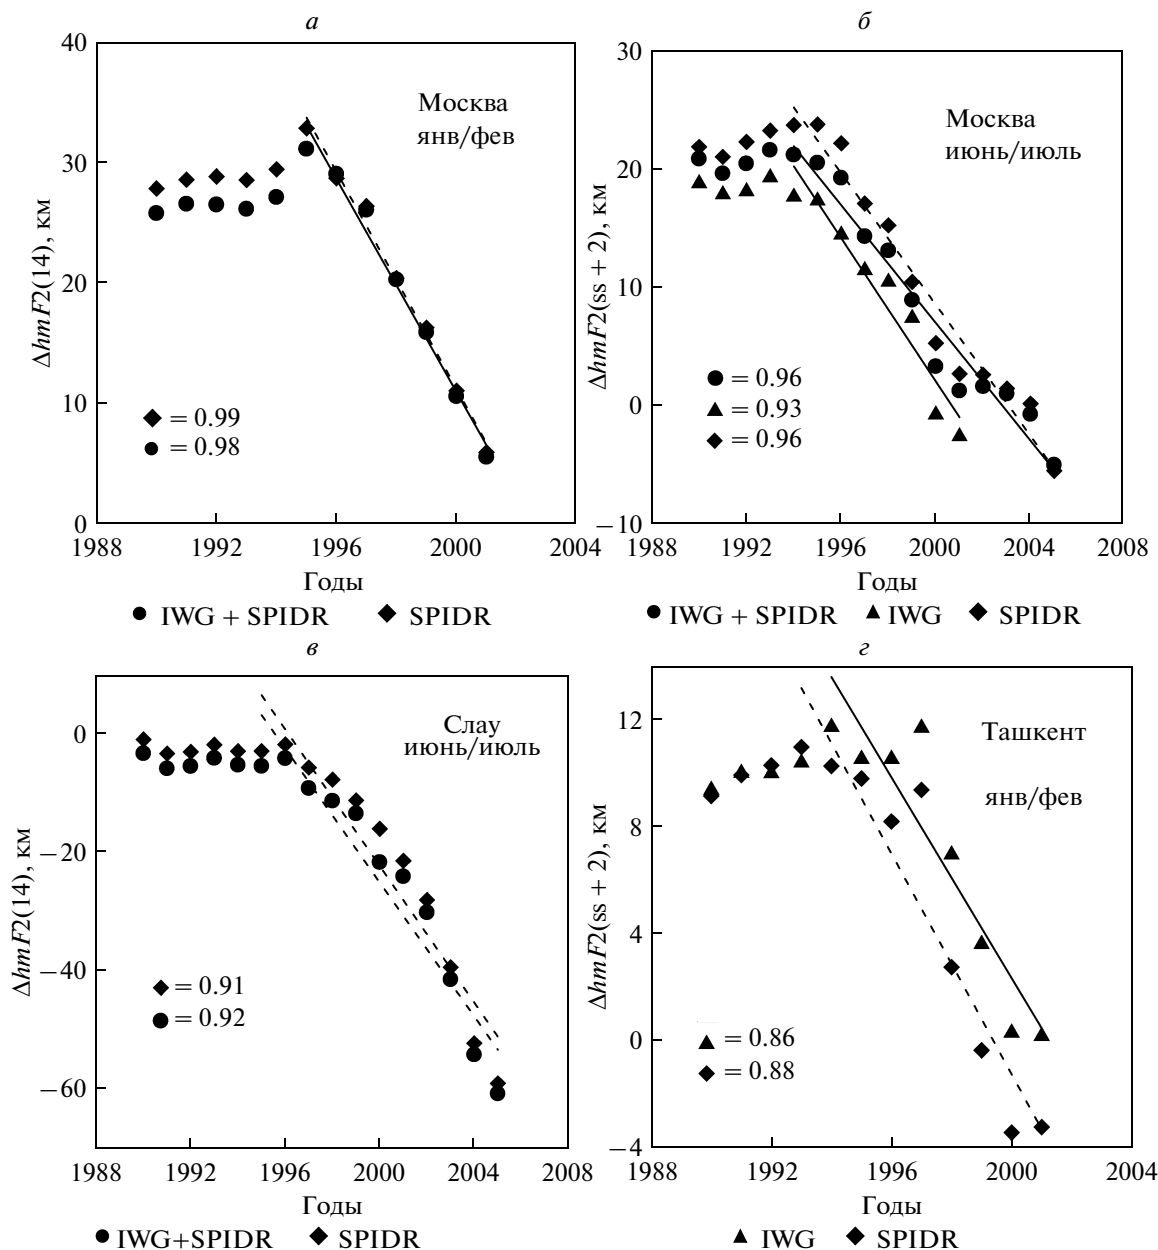 а
40
30
20
10
0
ΔhmF2(14), км
Москва
янв/фев
= 0.99
= 0.98
1988 1992 1996 2000 2004
Годы
IWG + SPIDR SPIDR
б
30
20
10
0
−10
ΔhmF2(ss + 2), км
Москва
июнь/июль
= 0.96
= 0.93
= 0.96
1988 1992 1996 2000 2004 2008
Годы
IWG + SPIDR IWG SPIDR
в
0
−20
−40
−60
ΔhmF2(14), км
Слау
июнь/июль
= 0.91
= 0.92
1988 1992 1996 2000 2004 2008
Годы
IWG+SPIDR SPIDR
г
12
8
4
0
−4
ΔhmF2(ss + 2), км
Ташкент
янв/фев
= 0.86
= 0.88
1988 1992 1996 2000 2004
Годы
IWG SPIDR